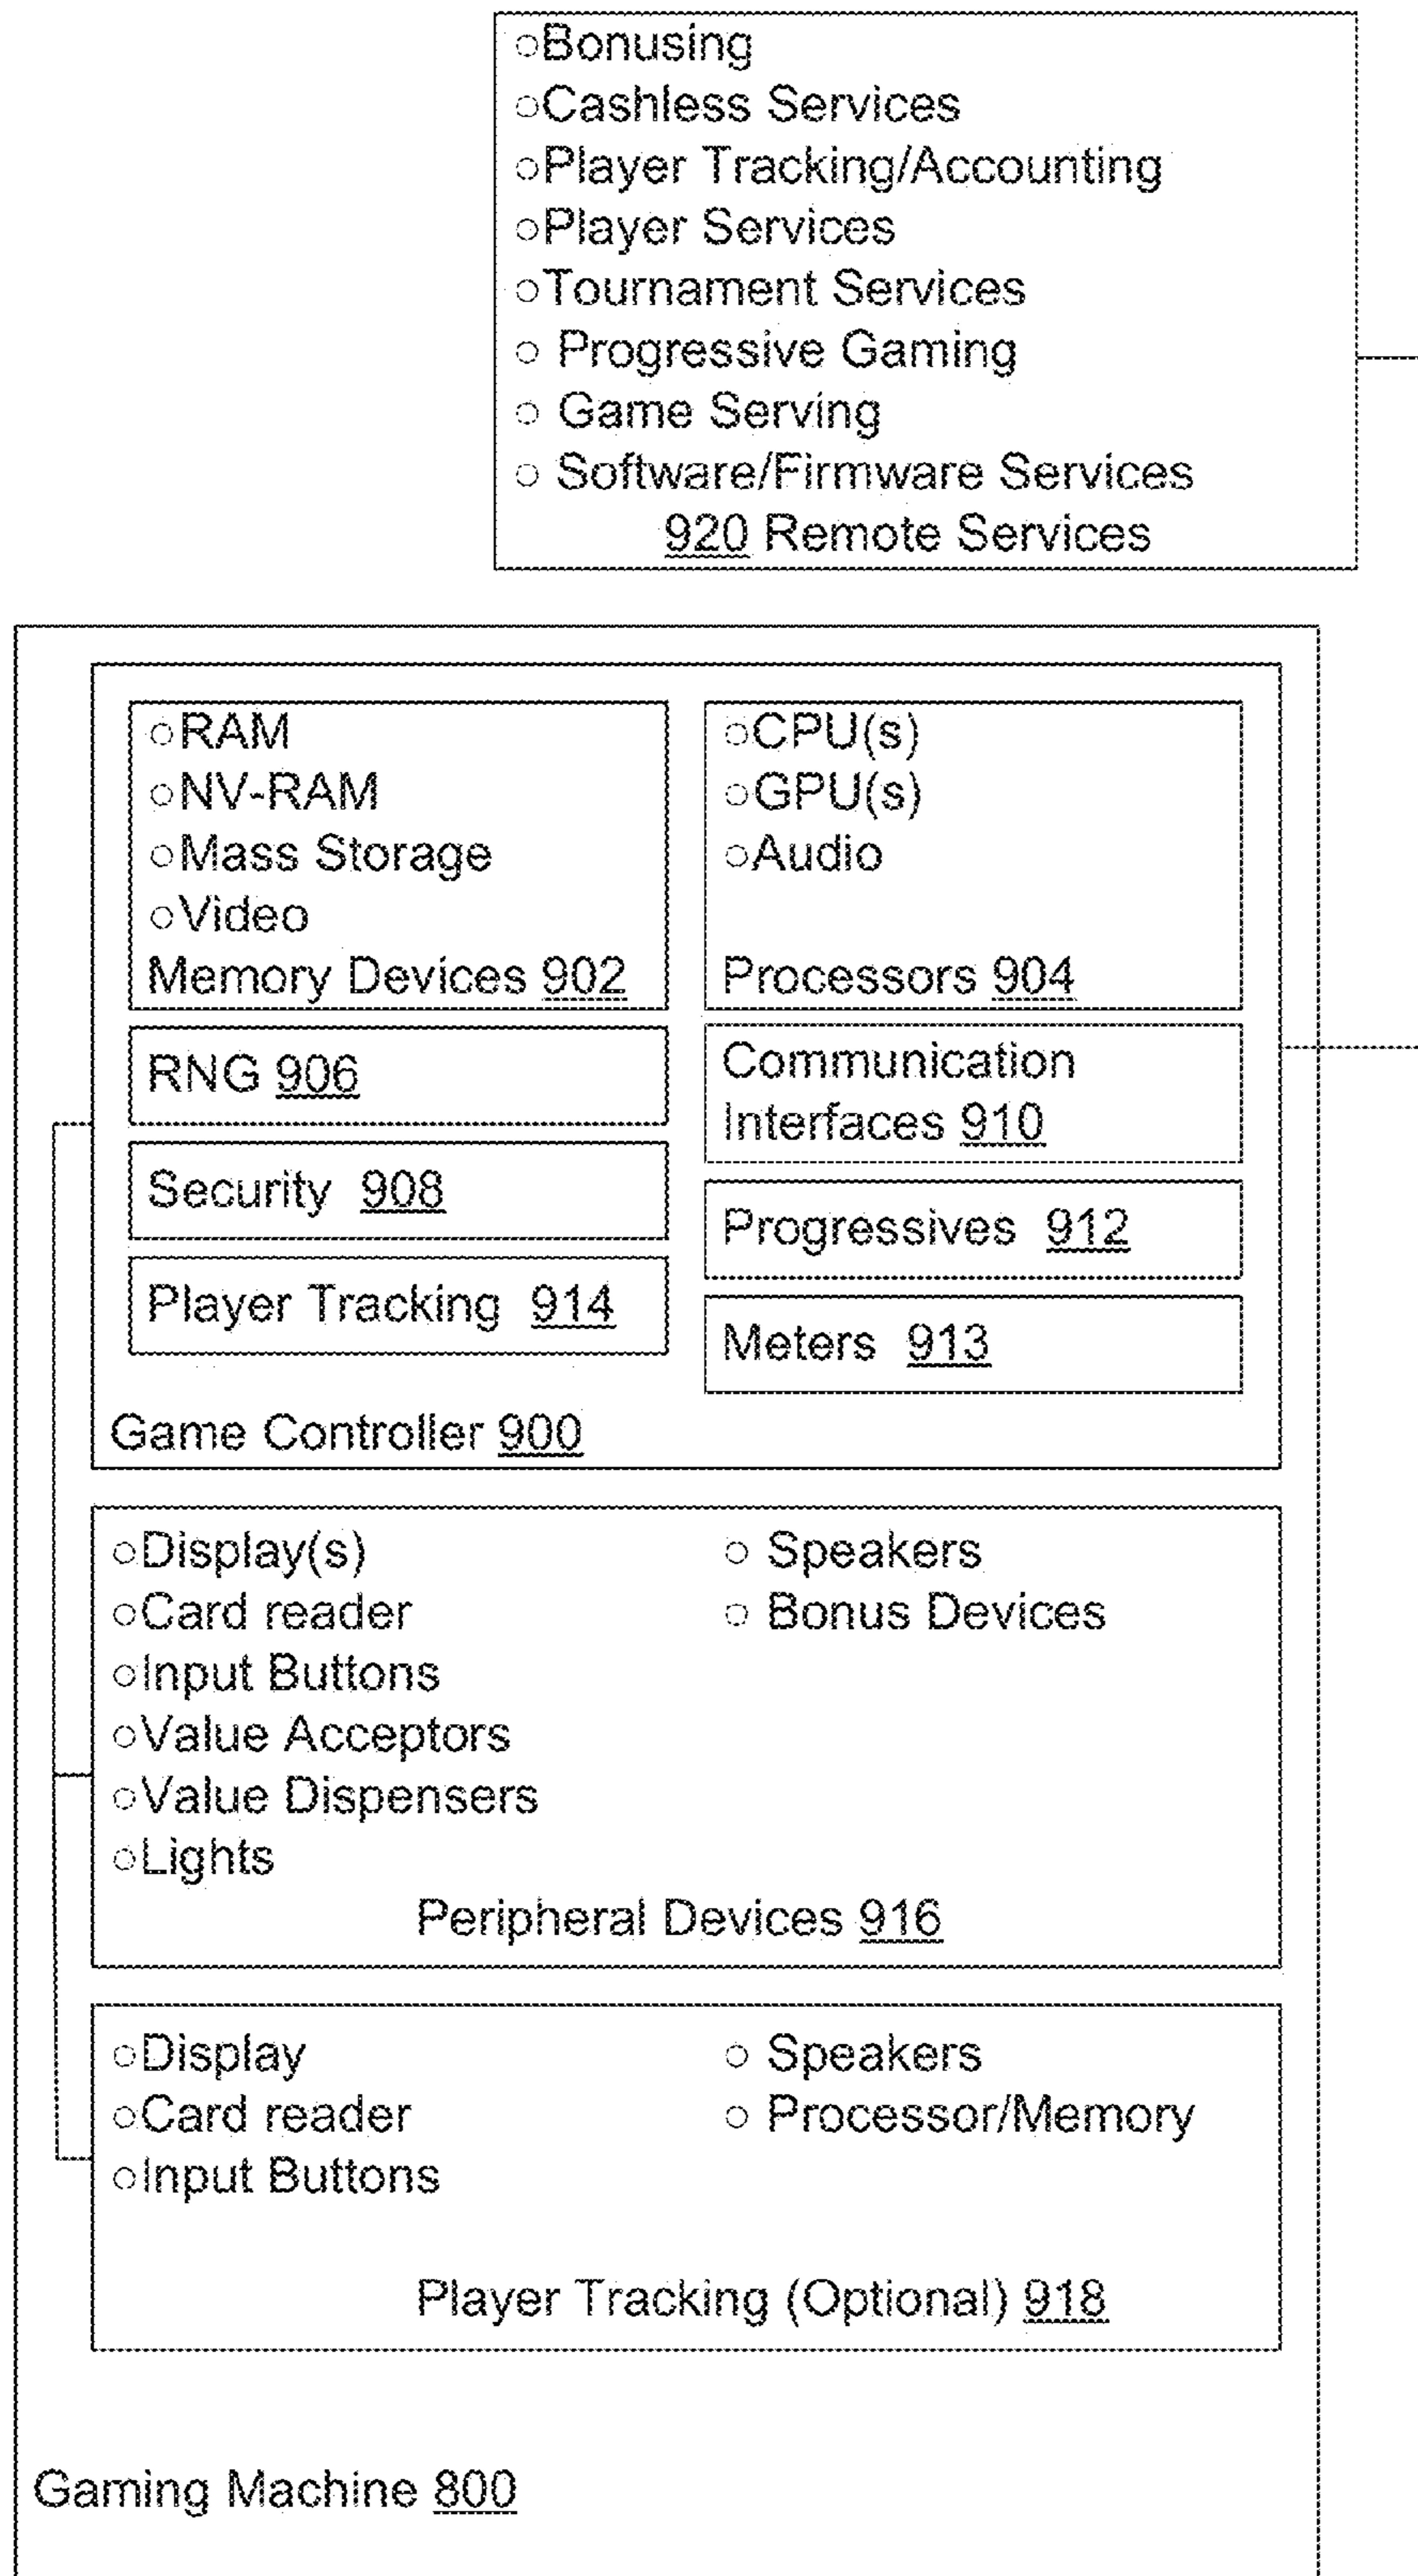 ○Bonusing
○Cashless Services
○Player Tracking/Accounting
○Player Services
○Tournament Services
○ Progressive Gaming
○ Game Serving
○ Software/Firmware Services
920 Remote Services
○RAM
○NV-RAM
○Mass Storage
○Video
Memory Devices 902
○CPU(s)
○GPU(s)
○Audio
Processors 904
RNG 906
Security 908
Player Tracking 914
Communication
Interfaces 910
Progressives 912
Meters 913
Game Controller 900
○Display(s)
○Card reader
○Input Buttons
○Value Acceptors
○Value Dispensers
○Lights
○ Speakers
○ Bonus Devices
Peripheral Devices 916
○Display
○Card reader
○Input Buttons
○ Speakers
○ Processor/Memory
Player Tracking (Optional) 918
Gaming Machine 800